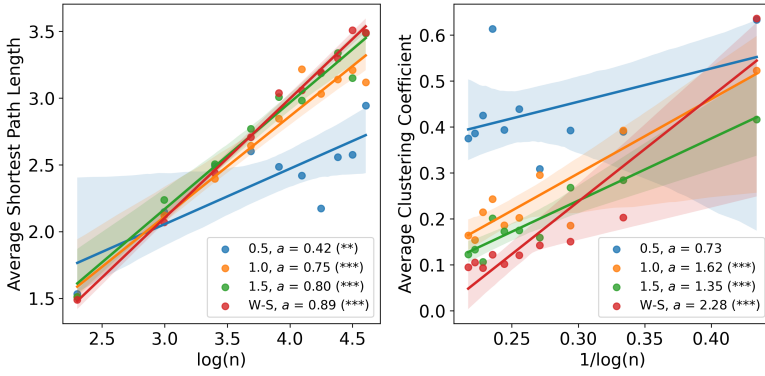 Average Shortest Path Length
3.5
3.0
2.5
2.0
1.5
2.5
3.0
3.5
4.0
4.5
log(n)
0.5, a = 0.42 (**)
1.0, a = 0.75 (***)
1.5, a = 0.80 (***)
W-S, a = 0.89 (***)
Average Clustering Coefficient
0.6
0.5
0.4
0.3
0.2
0.1
0.0
0.25
0.30
0.35
0.40
1/log(n)
0.5, a = 0.73
1.0, a = 1.62 (***)
1.5, a = 1.35 (***)
W-S, a = 2.28 (***)